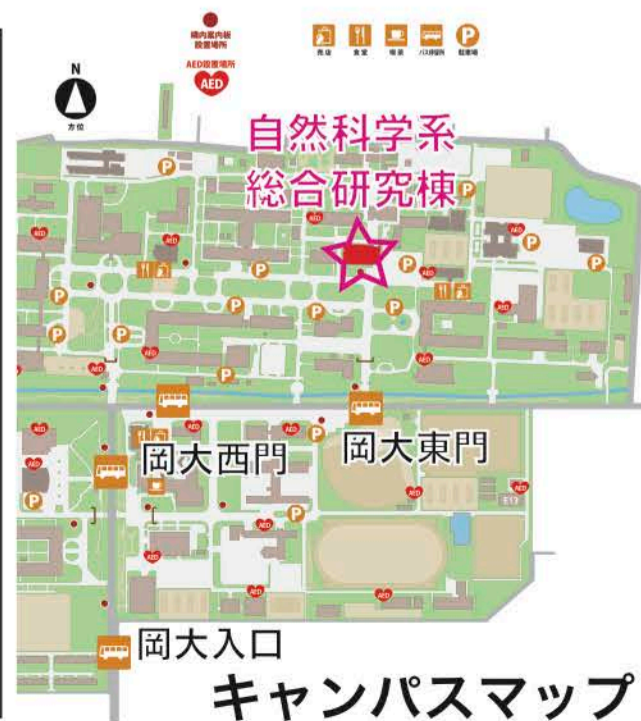 構内案内板
設置場所
AED設置場所
AED
売店
食堂
喫茶
バス停留所
P
駐車場
N
方位
自然科学系
総合研究棟
岡大西門
岡大東門
岡大入口
キャンパスマップ